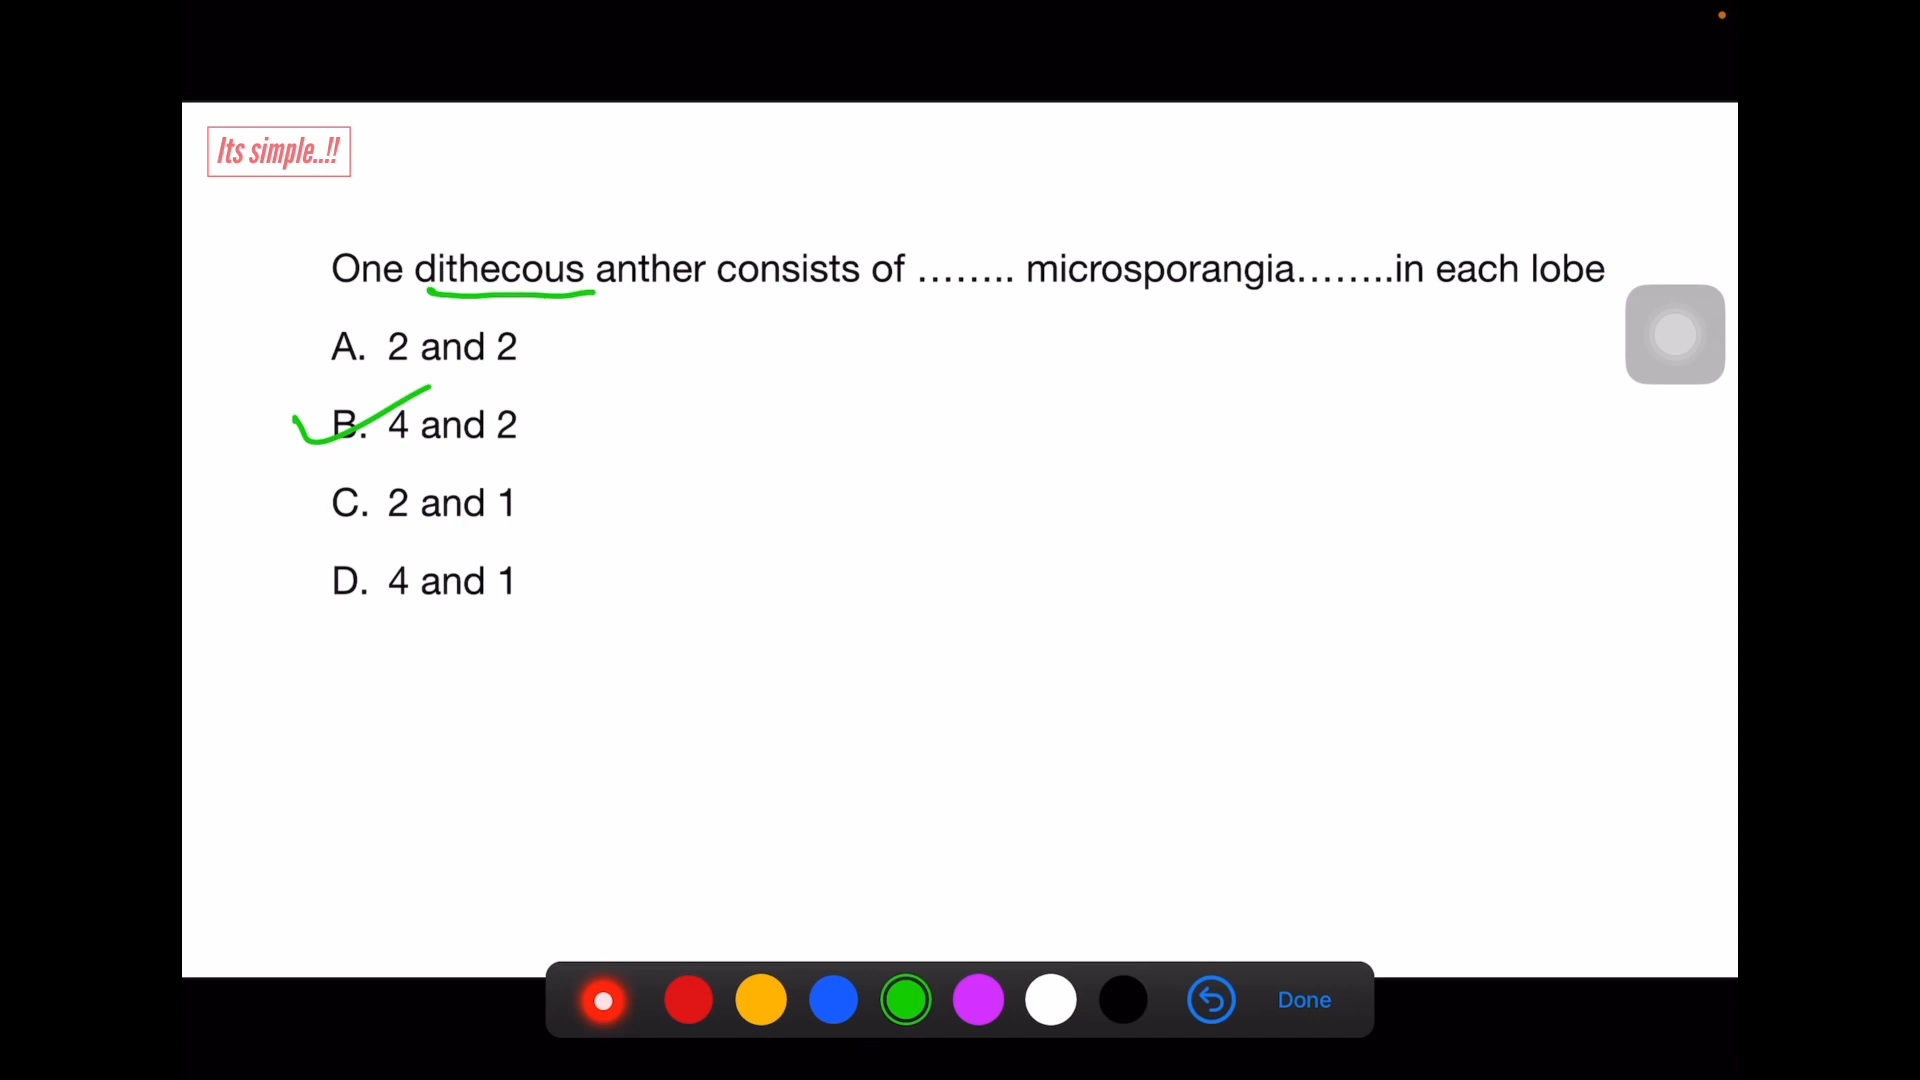 Its simple..!!
One dithecous anther consists of …….. microsporangia……..in each lobe
A. 2 and 2
B. 4 and 2
C. 2 and 1
D. 4 and 1
Done